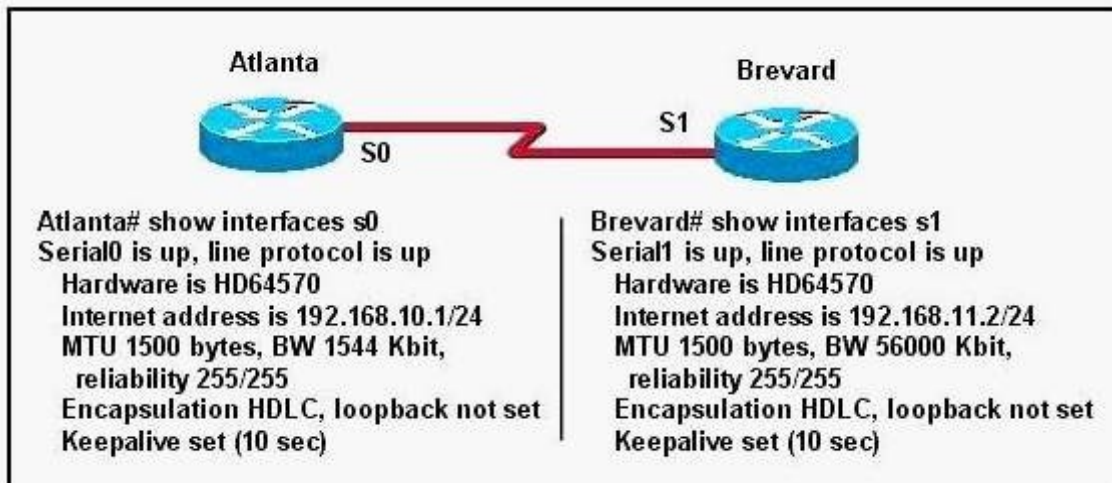 Atlanta
Brevard
S0
S1
Atlanta# show interfaces s0
Serial0 is up, line protocol is up
Hardware is HD64570
Internet address is 192.168.10.1/24
MTU 1500 bytes, BW 1544 Kbit,
reliability 255/255
Encapsulation HDLC, loopback not set
Keepalive set (10 sec)
Brevard# show interfaces s1
Serial1 is up, line protocol is up
Hardware is HD64570
Internet address is 192.168.11.2/24
MTU 1500 bytes, BW 56000 Kbit,
reliability 255/255
Encapsulation HDLC, loopback not set
Keepalive set (10 sec)